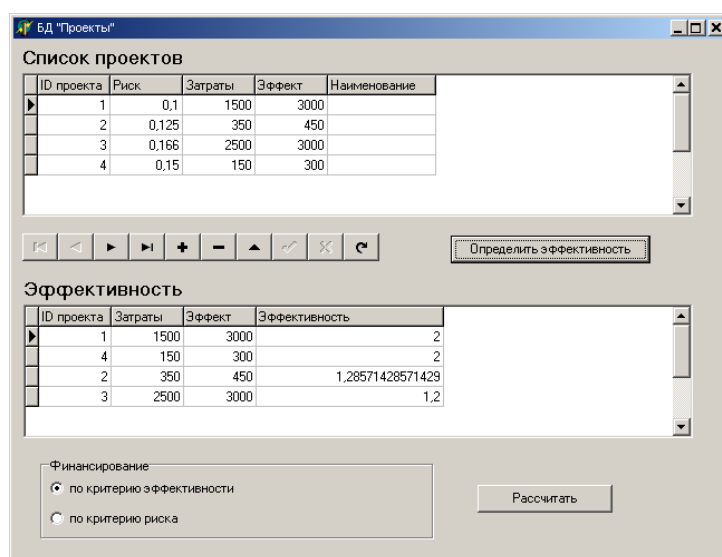 БД "Проекты"
Список проектов
ID проекта Риск Затраты Эффект Наименование
1 0,1 1500 3000
2 0,125 350 450
3 0,166 2500 3000
4 0,15 150 300
Определить эффективность
Эффективность
ID проекта Затраты Эффект Эффективность
1 1500 3000 2
4 150 300 2
2 350 450 1,28571428571429
3 2500 3000 1,2
Финансирование
по критерию эффективности
по критерию риска
Рассчитать